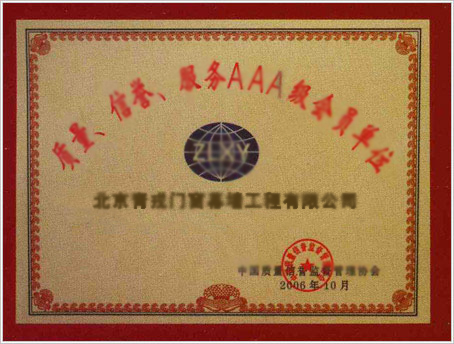 质量、信誉、服务AAA级会员单位
ZLXY
北京青戎门窗幕墙工程有限公司
中国质量信誉监督管理协会
2006年10月